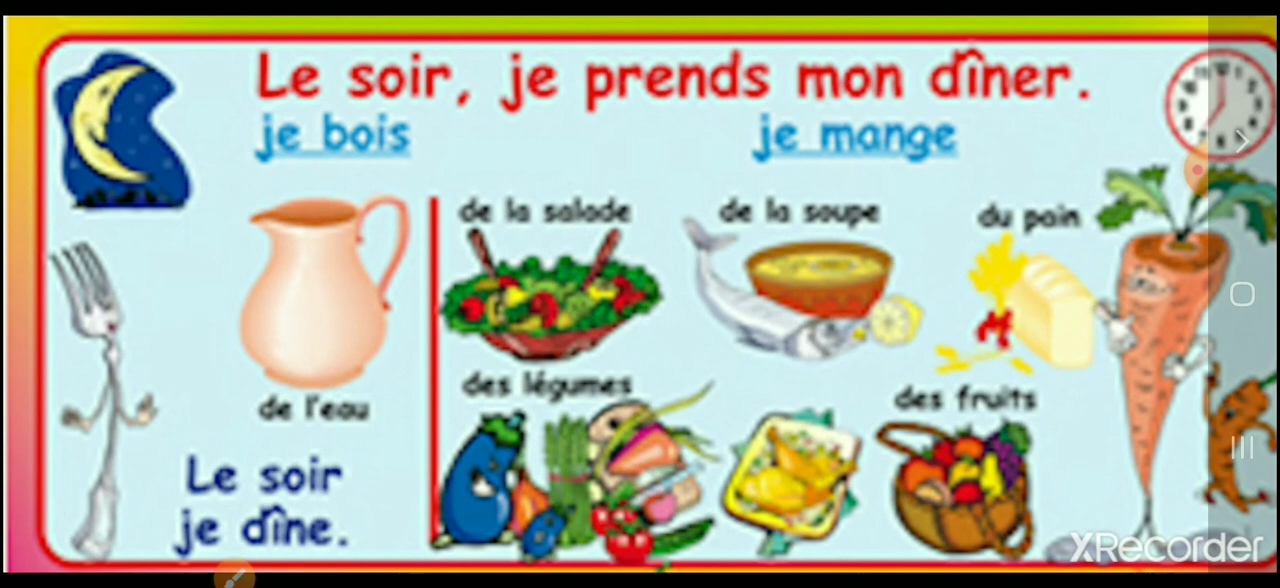 Le soir, je prends mon dîner.
je bois
je mange
de la salade
de la soupe
du pain
de l'eau
des légumes
des fruits
Le soir
je dîne.
XRecorder